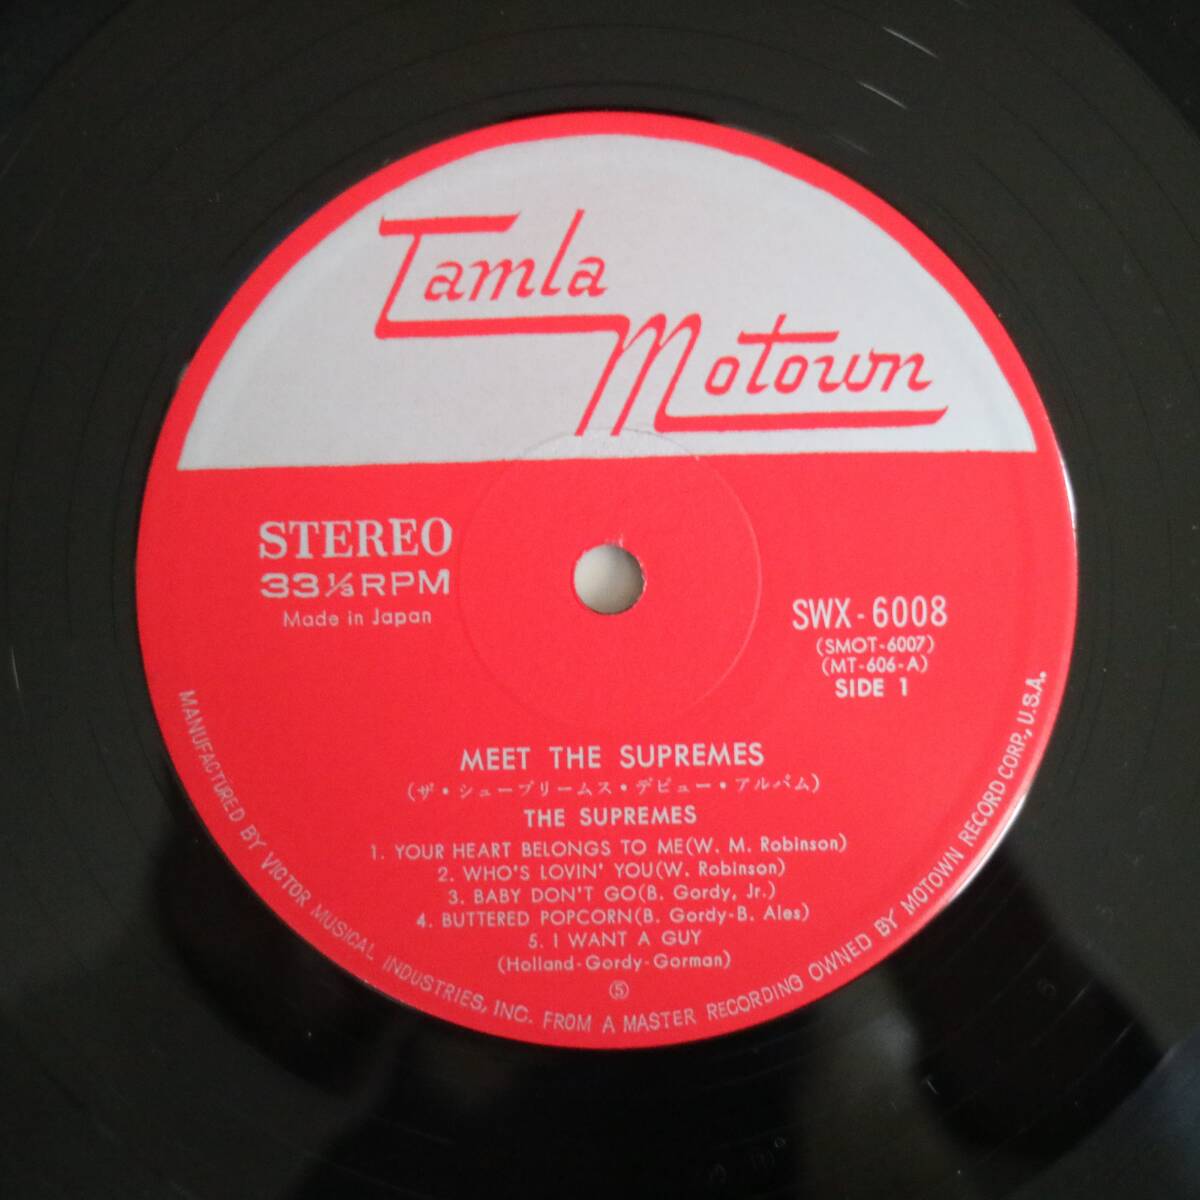 Tamla
Motown
STEREO
33 1/3 RPM
Made in Japan
SWX-6008
(SMOT-6007)
(MT-606-A)
SIDE 1
MEET THE SUPREMES
(ザ・シュープリームス・デビュー・アルバム)
THE SUPREMES
1. YOUR HEART BELONGS TO ME(W. M. Robinson)
2. WHO'S LOVIN' YOU(W. Robinson)
3. BABY DON'T GO(B. Gordy, Jr.)
4. BUTTERED POPCORN(B. Gordy-B. Ales)
5. I WANT A GUY
(Holland-Gordy-Gorman)
⑤
MANUFACTURED BY VICTOR MUSICAL INDUSTRIES, INC. FROM A MASTER RECORDING OWNED BY MOTOWN RECORD CORP., U.S.A.